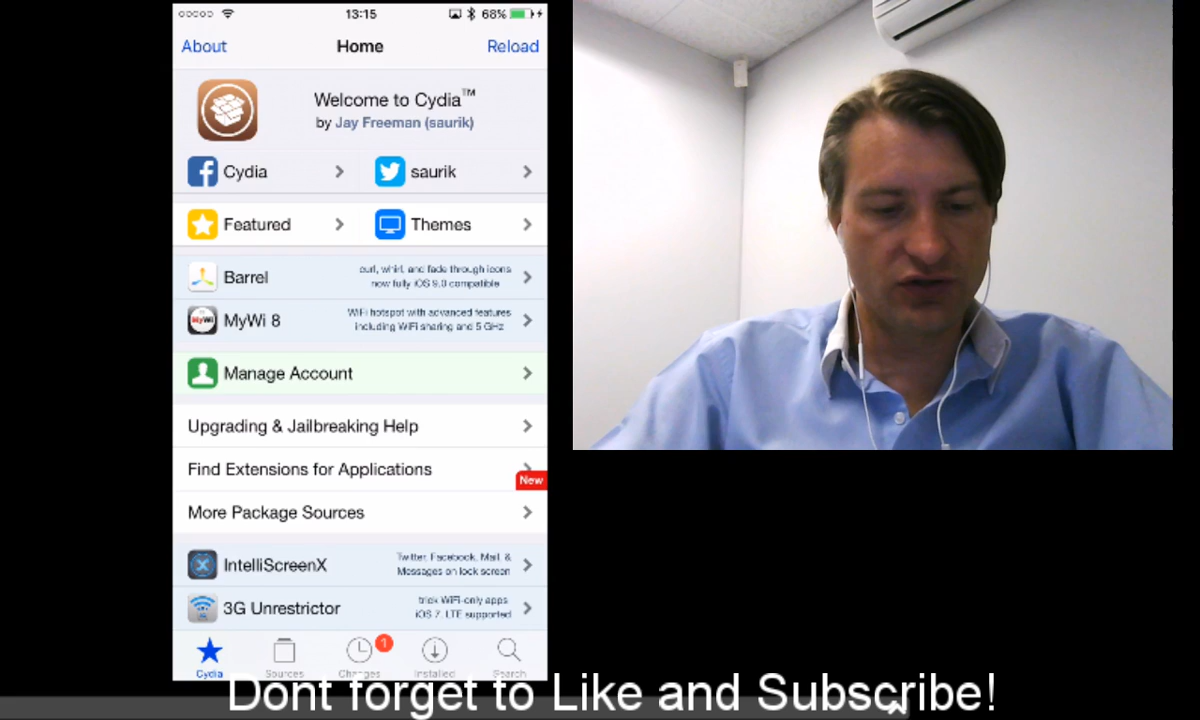 13:15 68%
About Home Reload
Welcome to Cydia™
by Jay Freeman (saurik)
Cydia saurik
Featured Themes
Barrel curl, whirl, and fade through icons
now fully iOS 9.0 compatible
MyWi MyWi 8 WiFi hotspot with advanced features
including WiFi sharing and 5 GHz
Manage Account
Upgrading & Jailbreaking Help
Find Extensions for Applications
New
More Package Sources
IntelliScreenX Twitter, Facebook, Mail, &
Messages on lock screen
3G Unrestrictor trick WiFi-only apps
iOS 7, LTE supported
1
Cydia Sources Changes Installed Search
Dont forget to Like and Subscribe!